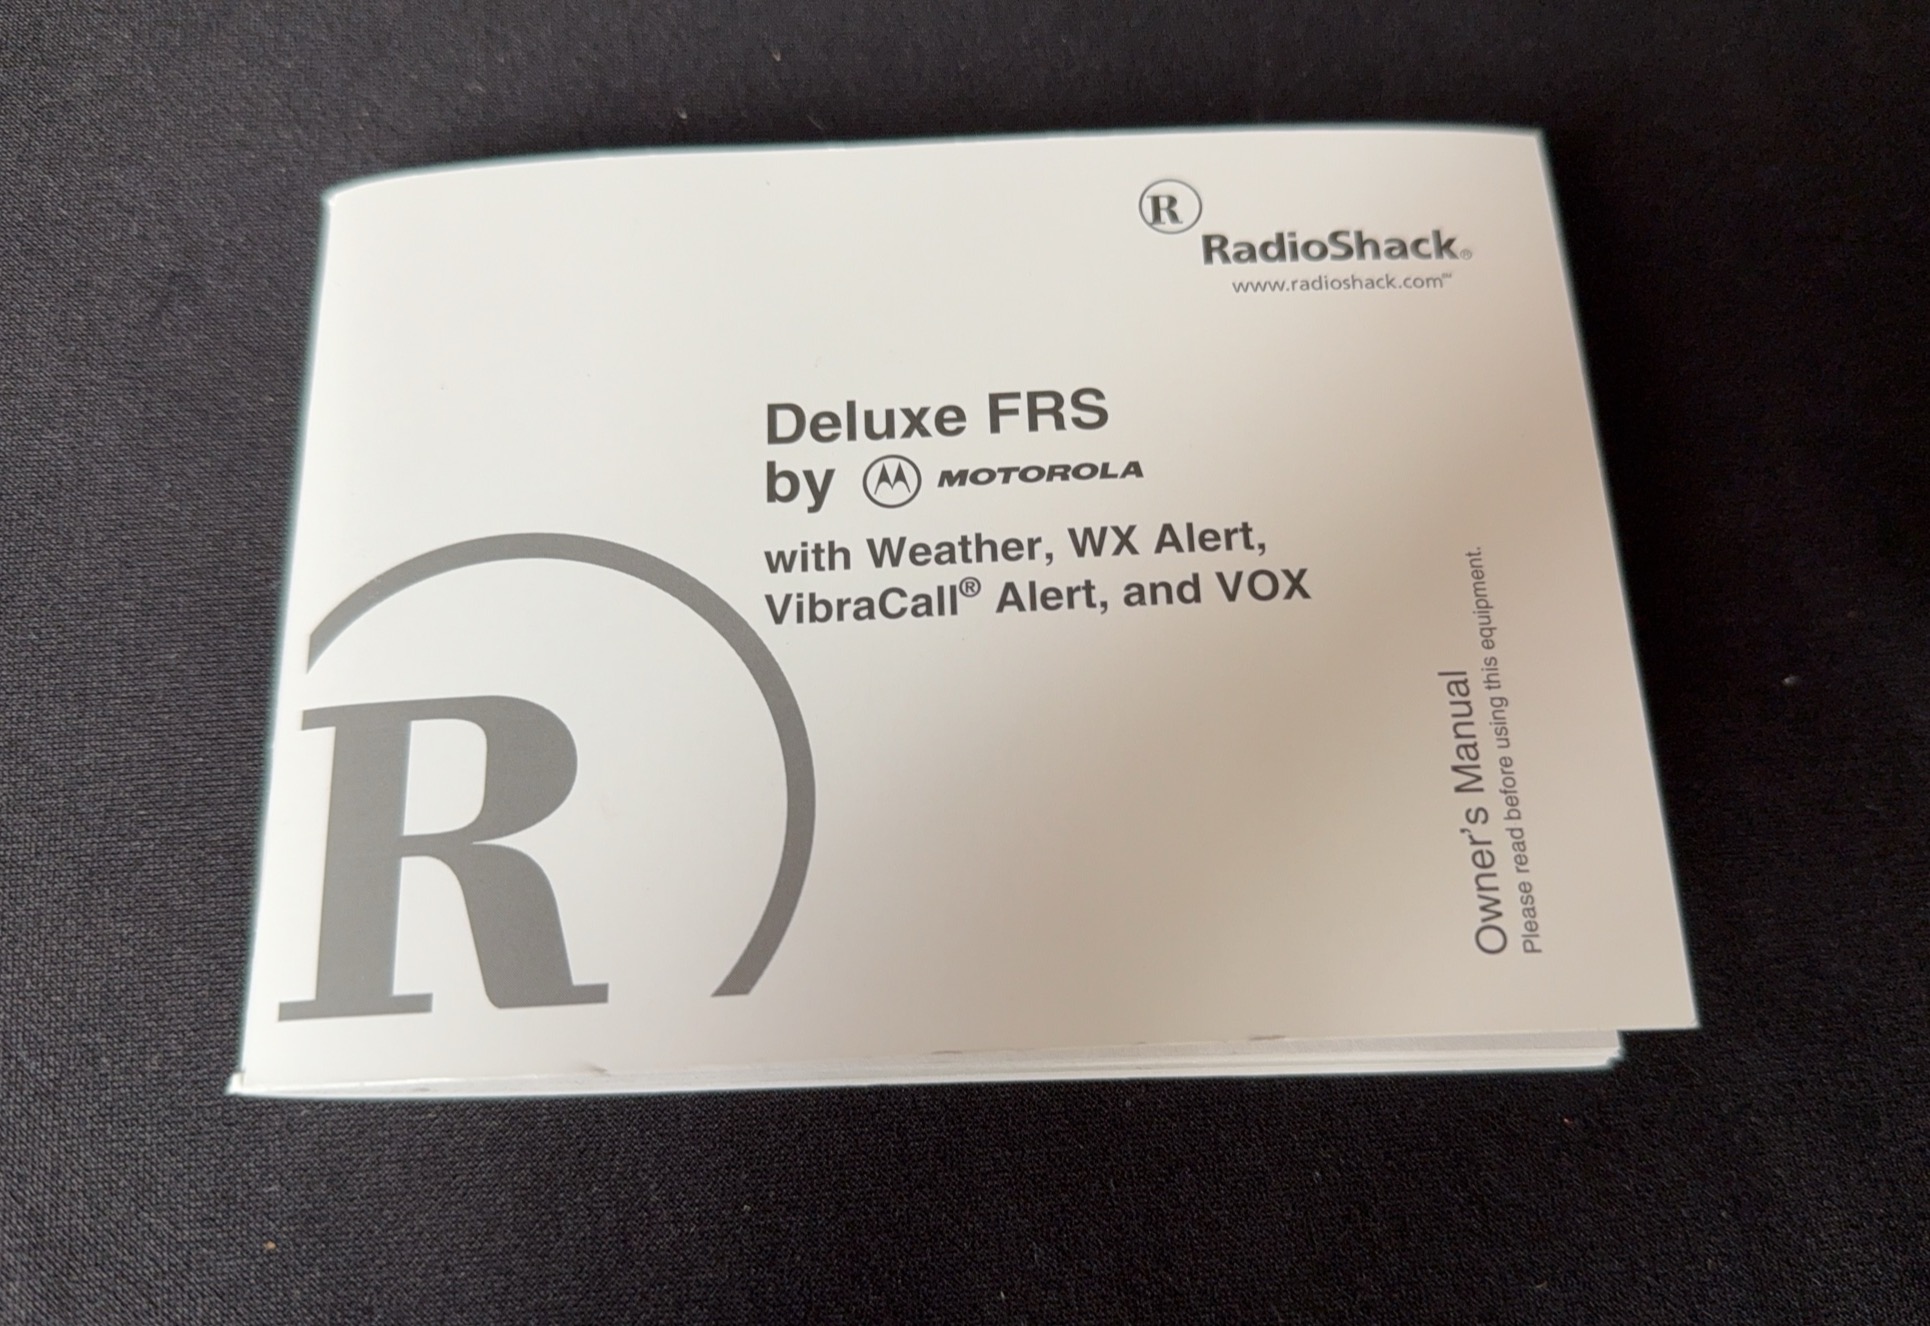 R
RadioShack®
www.radioshack.com℠
Deluxe FRS
by M MOTOROLA
with Weather, WX Alert,
VibraCall® Alert, and VOX
R
Owner's Manual
Please read before using this equipment.